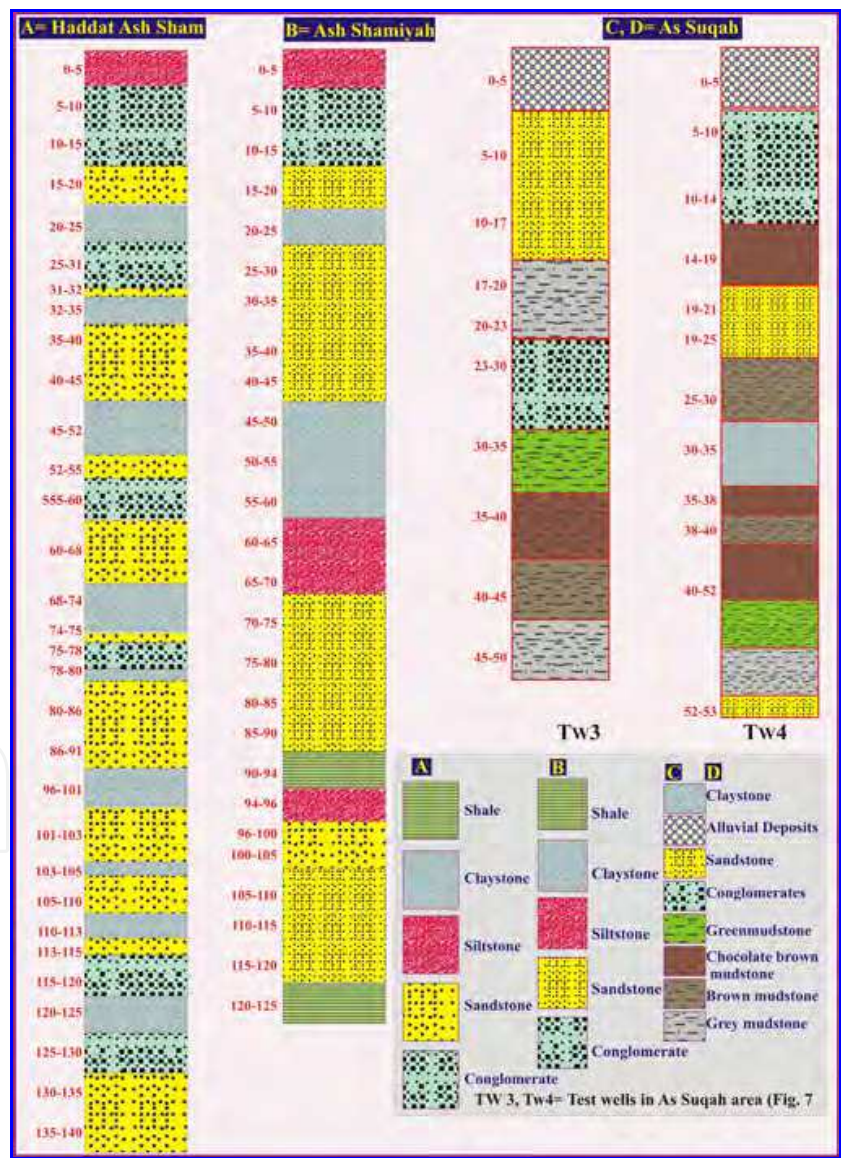 A= Haddat Ash Sham
B= Ash Shamiyah
C, D= As Suqah
0-5
5-10
10-15
15-20
20-25
25-31
31-32
32-35
35-40
40-45
45-52
52-55
555-60
60-68
68-74
74-75
75-78
78-80
80-86
86-91
96-101
101-103
103-105
105-110
110-113
113-115
115-120
120-125
125-130
130-135
135-140
0-5
5-10
10-15
15-20
20-25
25-30
30-35
35-40
40-45
45-50
50-55
55-60
60-65
65-70
70-75
75-80
80-85
85-90
90-94
94-96
96-100
100-105
105-110
110-115
115-120
120-125
0-5
5-10
10-17
17-20
20-23
23-30
30-35
35-40
40-45
45-50
Tw3
0-5
5-10
10-14
14-19
19-21
19-25
25-30
30-35
35-38
38-40
40-52
52-53
Tw4
A
Shale
Claystone
Siltstone
Sandstone
Conglomerate
B
Shale
Claystone
Siltstone
Sandstone
Conglomerate
C D
Claystone
Alluvial Deposits
Sandstone
Conglomerates
Greenmudstone
Chocolate brown
mudstone
Brown mudstone
Grey mudstone
TW 3, Tw4= Test wells in As Suqah area (Fig. 7